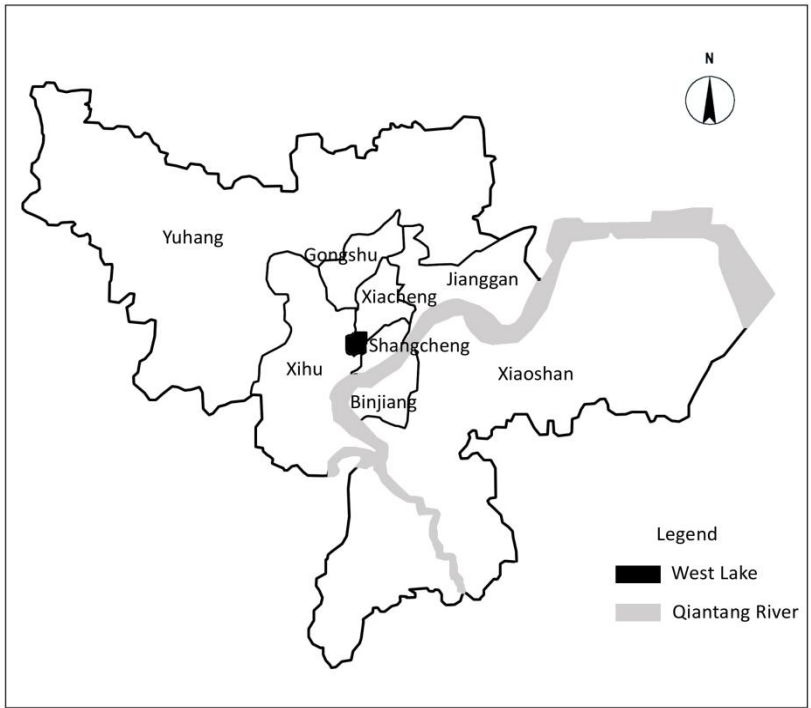 N
Yuhang
Gongshu
Jianggan
Xiacheng
Shangcheng
Xihu
Xiaoshan
Binjiang
Legend
West Lake
Qiantang River